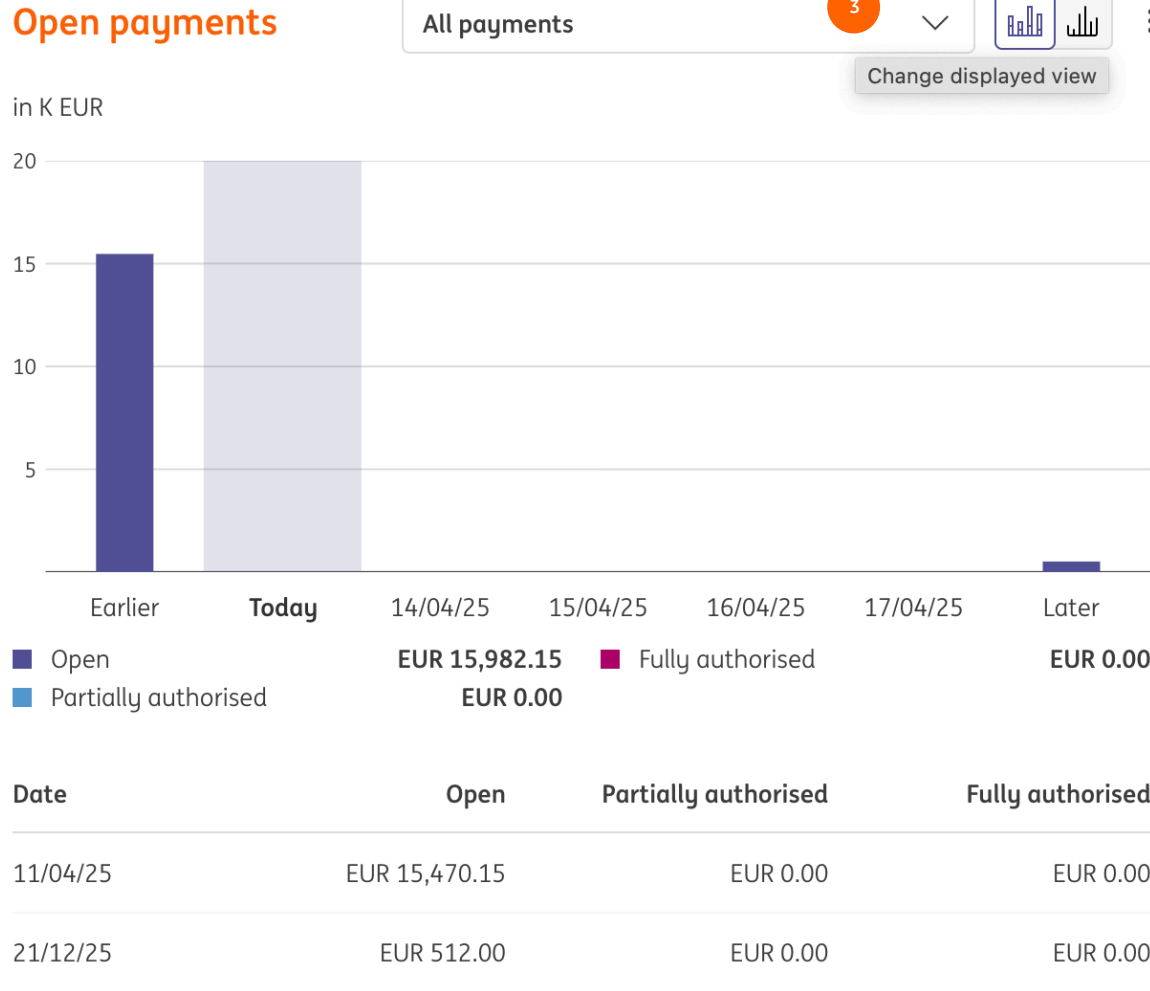 Open payments
All payments
3
Change displayed view
in K EUR
20
15
10
5
Earlier Today 14/04/25 15/04/25 16/04/25 17/04/25 Later
Open EUR 15,982.15 Fully authorised EUR 0.00
Partially authorised EUR 0.00
Date Open Partially authorised Fully authorised
11/04/25 EUR 15,470.15 EUR 0.00 EUR 0.00
21/12/25 EUR 512.00 EUR 0.00 EUR 0.00